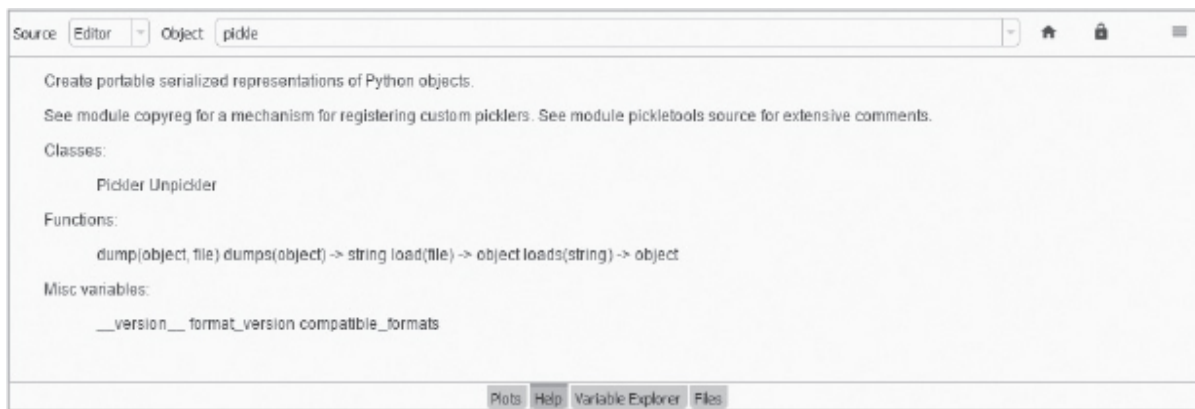 Source Editor Object pickle
Create portable serialized representations of Python objects.
See module copyreg for a mechanism for registering custom picklers. See module pickletools source for extensive comments.
Classes:
Pickler Unpickler
Functions:
dump(object, file) dumps(object) -> string load(file) -> object loads(string) -> object
Misc variables:
__version__ format_version compatible_formats
Plots Help Variable Explorer Files